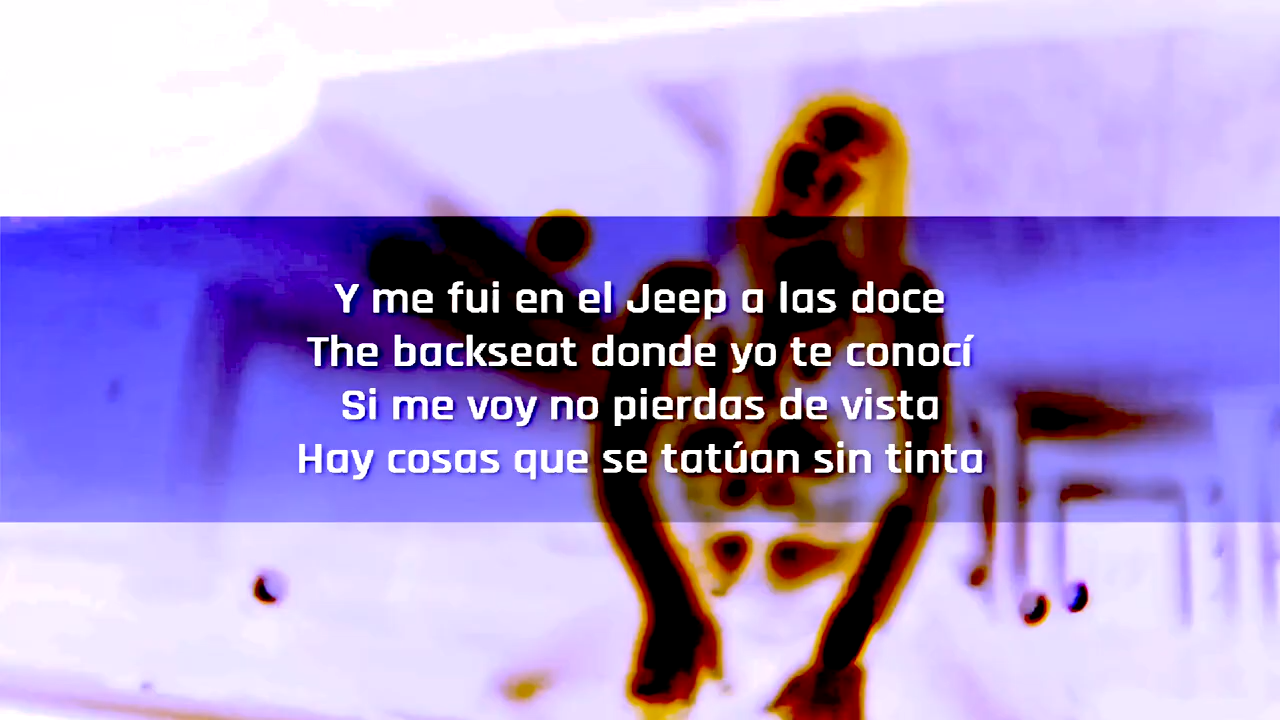 Y me fui en el Jeep a las doce
The backseat donde yo te conocí
Si me voy no pierdas de vista
Hay cosas que se tatúan sin tinta